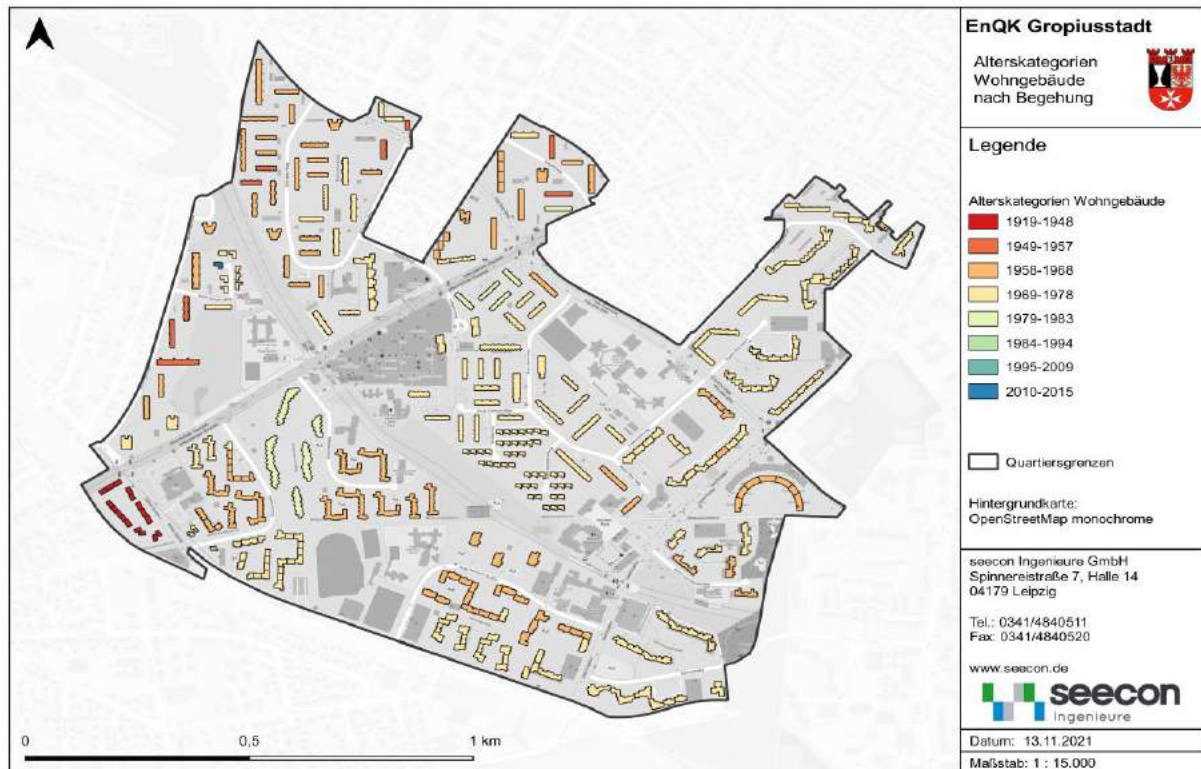 EnQK Gropiusstadt
Alterskategorien
Wohngebäude
nach Begehung
Legende
Alterskategorien Wohngebäude
1919-1948
1949-1957
1958-1968
1969-1978
1979-1983
1984-1994
1995-2009
2010-2015
Quartiersgrenzen
Hintergrundkarte:
OpenStreetMap monochrome
seecon Ingenieure GmbH
Spinnereistraße 7, Halle 14
04179 Leipzig
Tel.: 0341/4840511
Fax: 0341/4840520
www.seecon.de
seecon
Ingenieure
Datum: 13.11.2021
Maßstab: 1 : 15.000
0 0,5 1 km